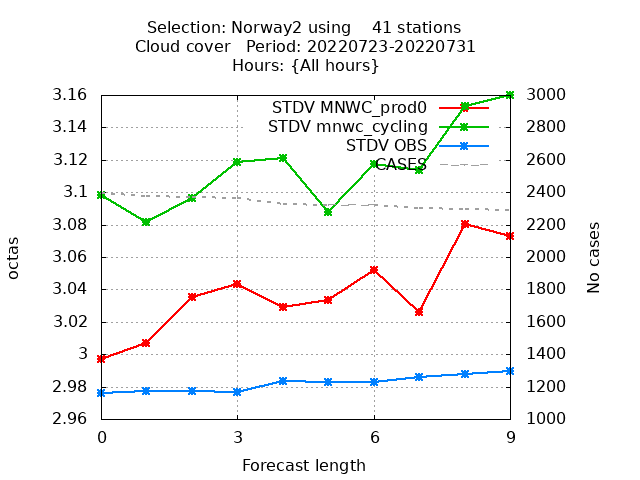 Selection: Norway2 using    41 stations
Cloud cover   Period: 20220723-20220731
Hours: {All hours}
3.16
3.14
3.12
3.1
3.08
3.06
3.04
3.02
3
2.98
2.96
octas
STDV MNWC_prod0
STDV mnwc_cycling
STDV OBS
CASES
3000
2800
2600
2400
2200
2000
1800
1600
1400
1200
1000
No cases
0 3 6 9
Forecast length